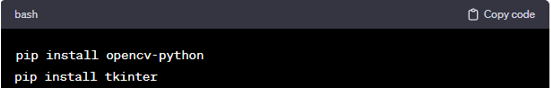 bash
Copy code
pip install opencv-python
pip install tkinter